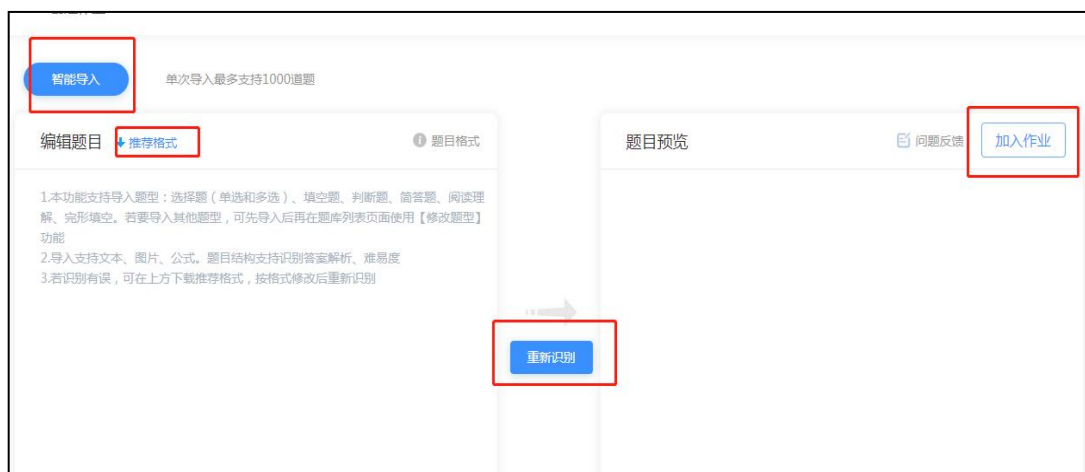 智能导入
单次导入最多支持1000道题
编辑题目
推荐格式
题目格式
1.本功能支持导入题型：选择题（单选和多选）、填空题、判断题、简答题、阅读理
解、完形填空。若要导入其他题型，可先导入后再在题库列表页面使用【修改题型】
功能
2.导入支持文本、图片、公式。题目结构支持识别答案解析、难易度
3.若识别有误，可在上方下载推荐格式，按格式修改后重新识别
重新识别
题目预览
问题反馈
加入作业